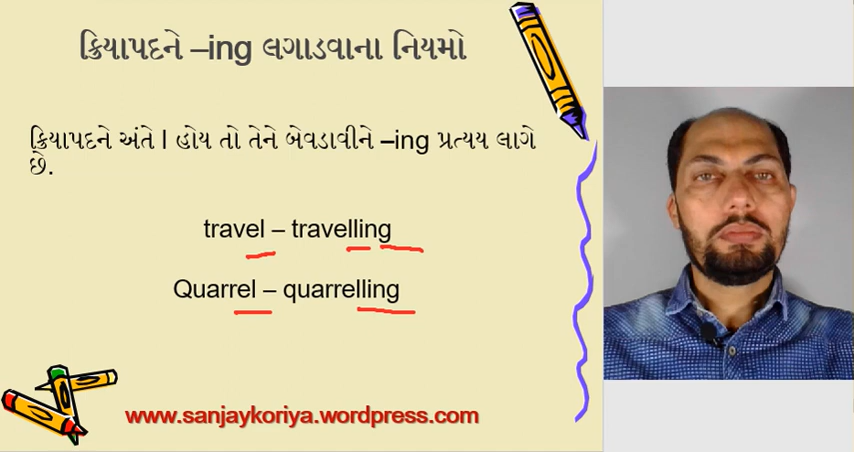 ક્રિયાપદને –ing લગાડવાના નિયમો
ક્રિયાપદને અંતે l હોય તો તેને બેવડાવીને –ing પ્રત્યય લાગે
છે.
travel – travelling
Quarrel – quarrelling
www.sanjaykoriya.wordpress.com